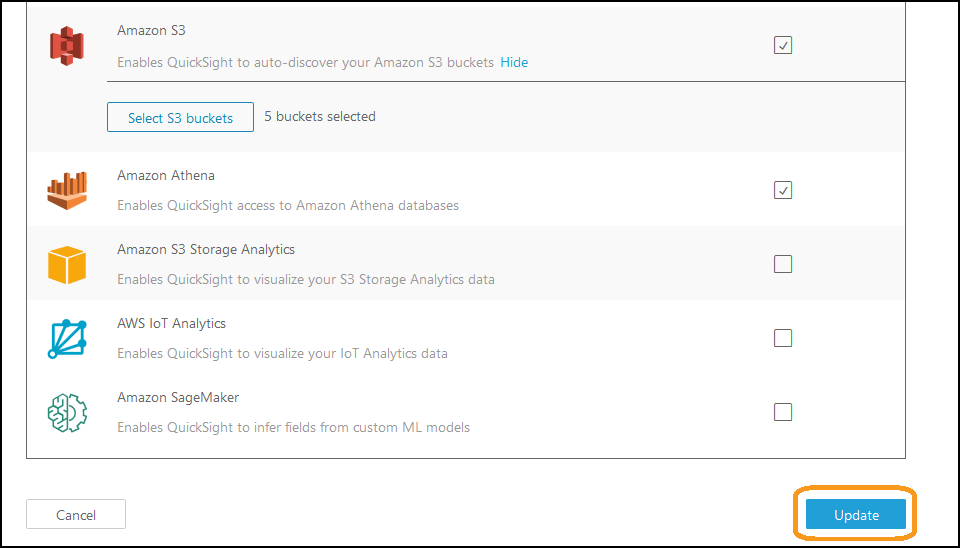 Amazon S3
Enables QuickSight to auto-discover your Amazon S3 buckets Hide
Select S3 buckets 5 buckets selected
Amazon Athena
Enables QuickSight access to Amazon Athena databases
Amazon S3 Storage Analytics
Enables QuickSight to visualize your S3 Storage Analytics data
AWS IoT Analytics
Enables QuickSight to visualize your IoT Analytics data
Amazon SageMaker
Enables QuickSight to infer fields from custom ML models
Cancel Update